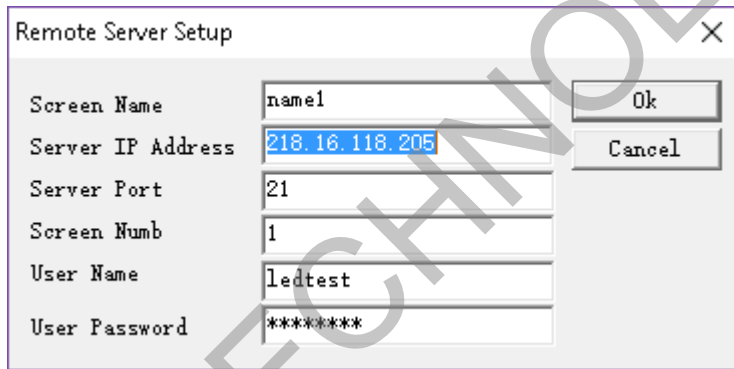 Remote Server Setup
Screen Name name1 Ok
Server IP Address 218.16.118.205 Cancel
Server Port 21
Screen Numb 1
User Name ledtest
User Password ********